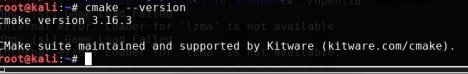 root@kali:~# cmake --version
cmake version 3.16.3
CMake suite maintained and supported by Kitware (kitware.com/cmake).
root@kali:~#